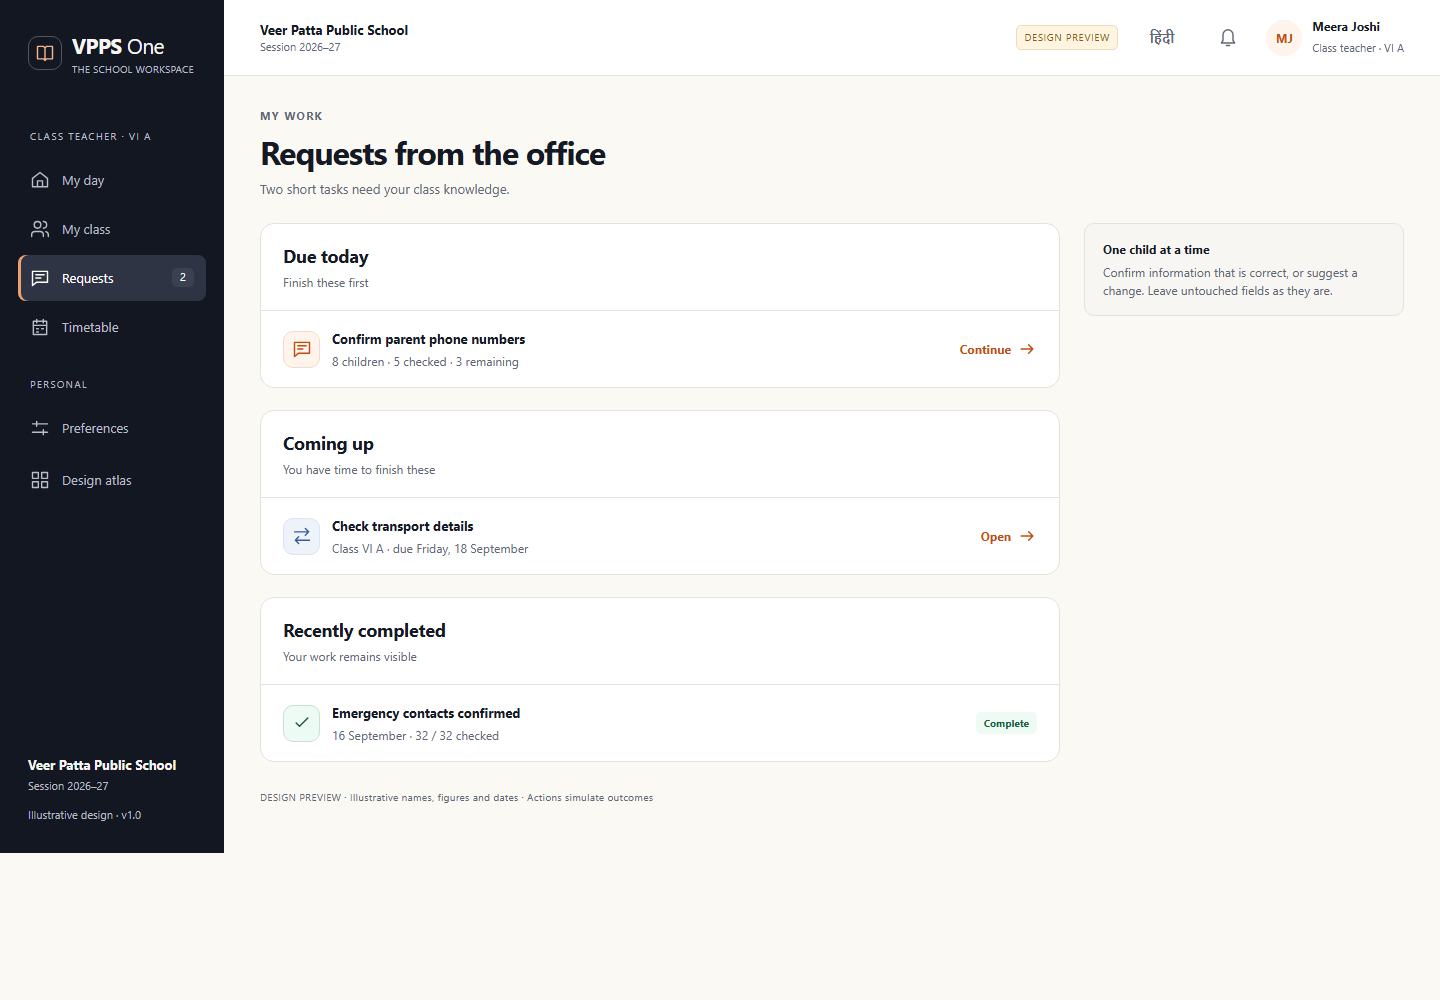 VPPS One
THE SCHOOL WORKSPACE
CLASS TEACHER · VI A
My day
My class
Requests 2
Timetable
PERSONAL
Preferences
Design atlas
Veer Patta Public School
Session 2026–27
Illustrative design · v1.0
Veer Patta Public School
Session 2026–27
DESIGN PREVIEW
हिंदी
MJ
Meera Joshi
Class teacher · VI A
MY WORK
Requests from the office
Two short tasks need your class knowledge.
Due today
Finish these first
Confirm parent phone numbers
8 children · 5 checked · 3 remaining
Continue
Coming up
You have time to finish these
Check transport details
Class VI A · due Friday, 18 September
Open
Recently completed
Your work remains visible
Emergency contacts confirmed
16 September · 32 / 32 checked
Complete
One child at a time
Confirm information that is correct, or suggest a
change. Leave untouched fields as they are.
DESIGN PREVIEW · Illustrative names, figures and dates · Actions simulate outcomes